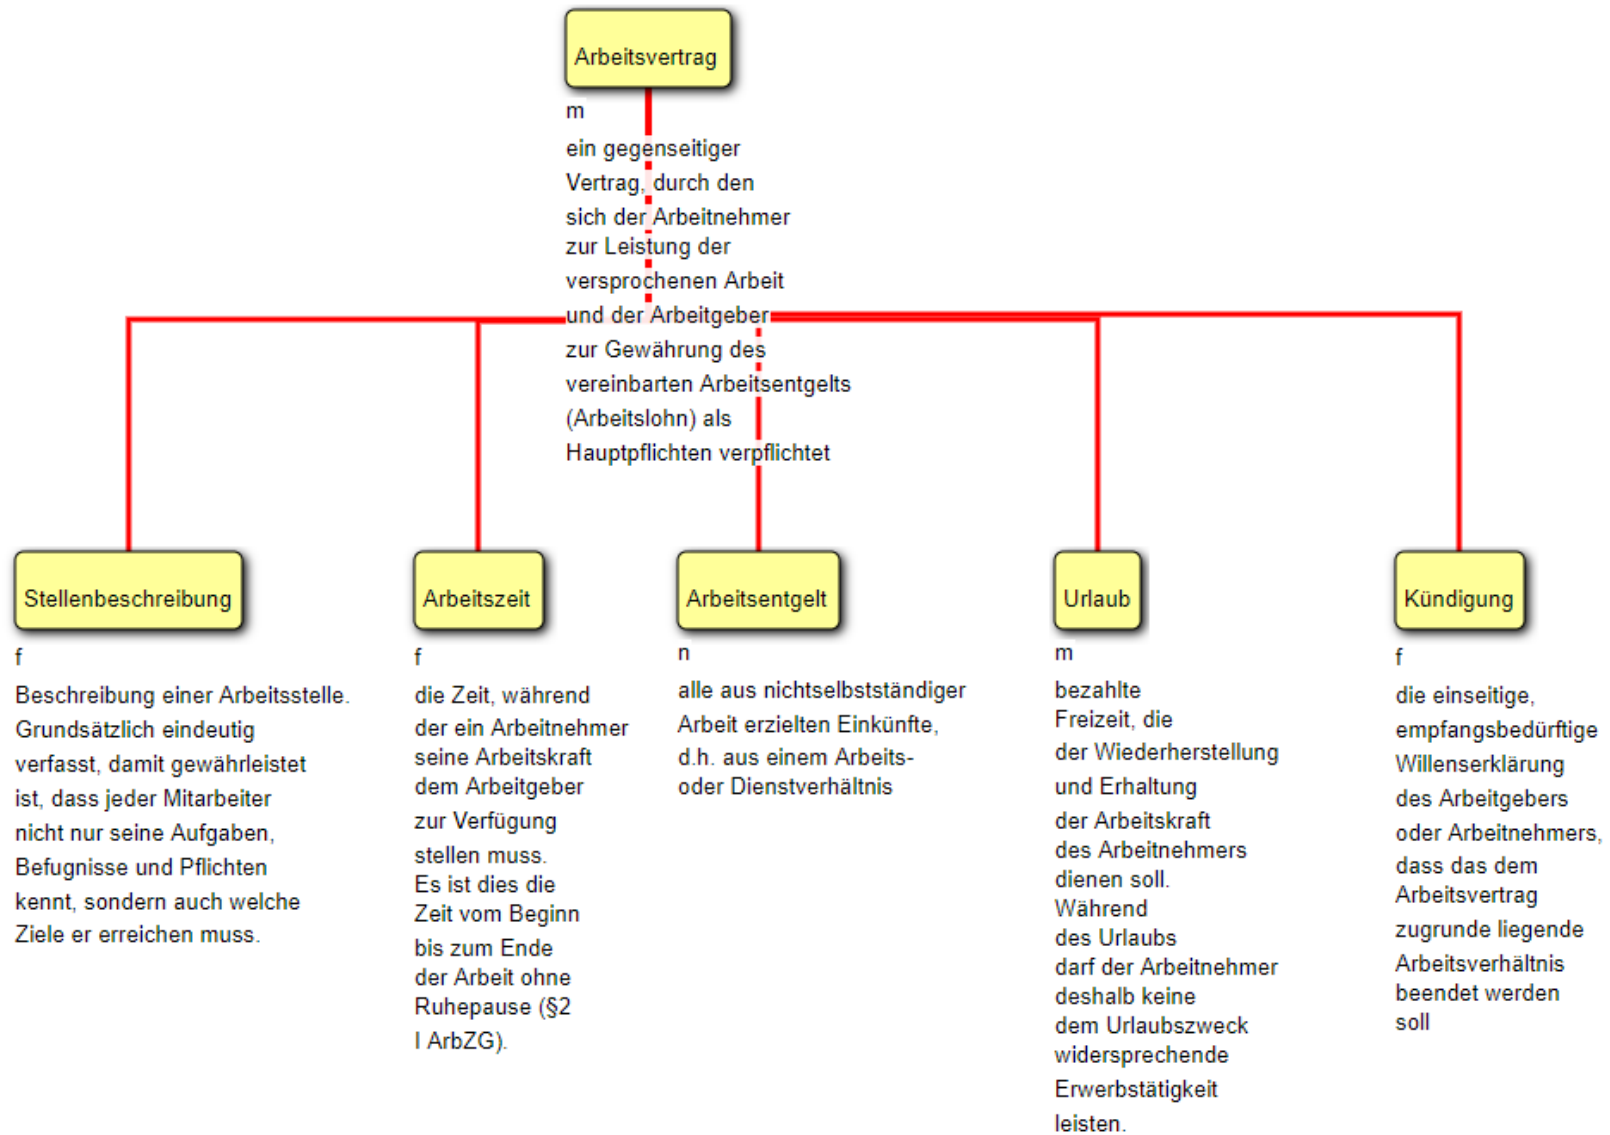 Arbeitsvertrag
m
ein gegenseitiger
Vertrag, durch den
sich der Arbeitnehmer
zur Leistung der
versprochenen Arbeit
und der Arbeitgeber
zur Gewährung des
vereinbarten Arbeitsentgelts
(Arbeitslohn) als
Hauptpflichten verpflichtet
Stellenbeschreibung
f
Beschreibung einer Arbeitsstelle.
Grundsätzlich eindeutig
verfasst, damit gewährleistet
ist, dass jeder Mitarbeiter
nicht nur seine Aufgaben,
Befugnisse und Pflichten
kennt, sondern auch welche
Ziele er erreichen muss.
Arbeitszeit
f
die Zeit, während
der ein Arbeitnehmer
seine Arbeitskraft
dem Arbeitgeber
zur Verfügung
stellen muss.
Es ist dies die
Zeit vom Beginn
bis zum Ende
der Arbeit ohne
Ruhepause (§2
I ArbZG).
Arbeitsentgelt
n
alle aus nichtselbstständiger
Arbeit erzielten Einkünfte,
d.h. aus einem Arbeits-
oder Dienstverhältnis
Urlaub
m
bezahlte
Freizeit, die
der Wiederherstellung
und Erhaltung
der Arbeitskraft
des Arbeitnehmers
dienen soll.
Während
des Urlaubs
darf der Arbeitnehmer
deshalb keine
dem Urlaubszweck
widersprechende
Erwerbstätigkeit
leisten.
Kündigung
f
die einseitige,
empfangsbedürftige
Willenserklärung
des Arbeitgebers
oder Arbeitnehmers,
dass das dem
Arbeitsvertrag
zugrunde liegende
Arbeitsverhältnis
beendet werden
soll